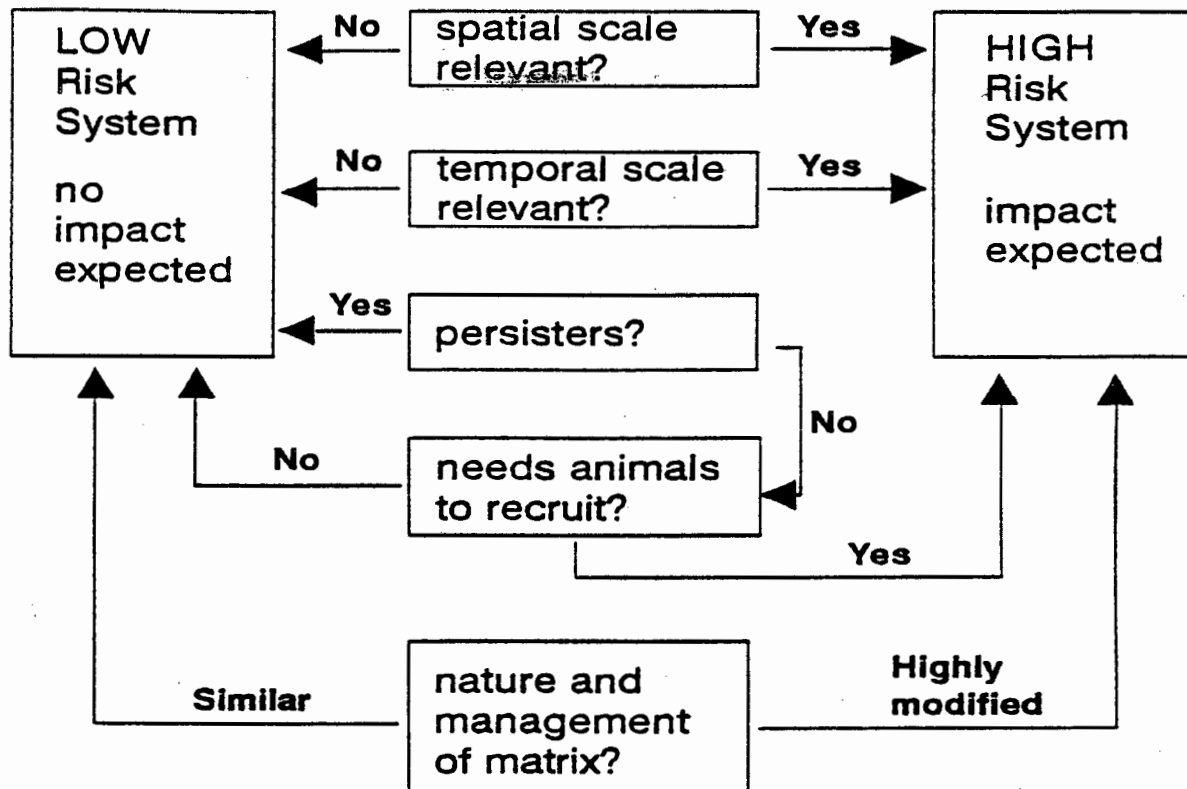 LOW
Risk
System
no
impact
expected
No
spatial scale
relevant?
Yes
HIGH
Risk
System
impact
expected
No
temporal scale
relevant?
Yes
Yes
persisters?
No
No
needs animals
to recruit?
Yes
Similar
nature and
management
of matrix?
Highly
modified